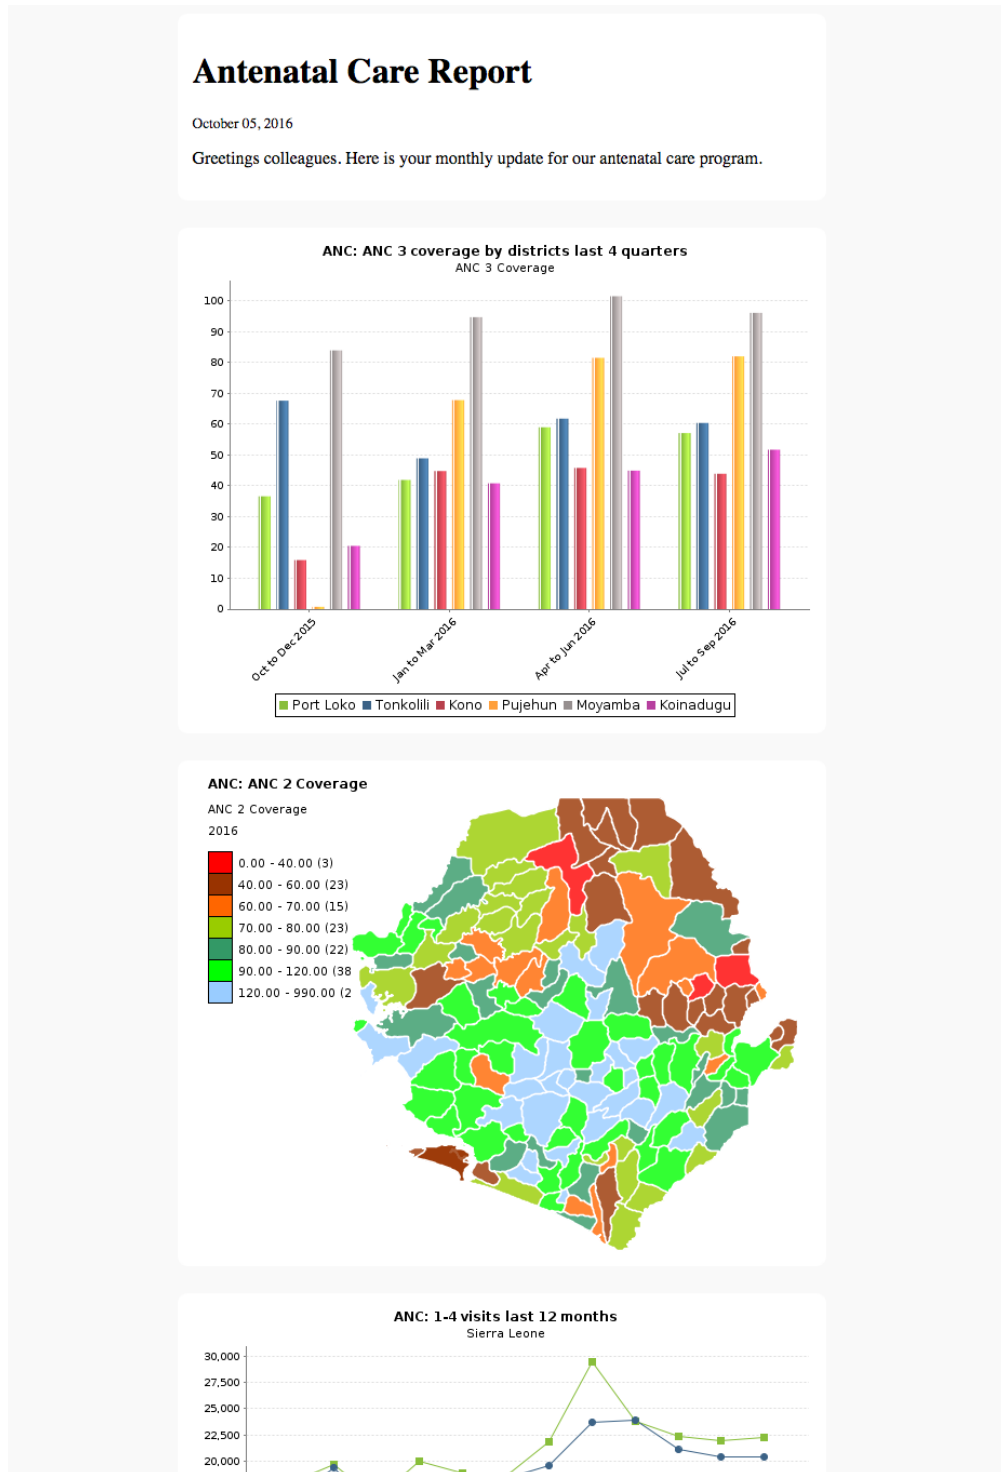 Antenatal Care Report
October 05, 2016
Greetings colleagues. Here is your monthly update for our antenatal care program.
ANC: ANC 3 coverage by districts last 4 quarters
ANC 3 Coverage
100
90
80
70
60
50
40
30
20
10
0
Oct to Dec 2015
Jan to Mar 2016
Apr to Jun 2016
Jul to Sep 2016
Port Loko Tonkolili Kono Pujehun Moyamba Koinadugu
ANC: ANC 2 Coverage
ANC 2 Coverage
2016
0.00 - 40.00 (3)
40.00 - 60.00 (23)
60.00 - 70.00 (15)
70.00 - 80.00 (23)
80.00 - 90.00 (22)
90.00 - 120.00 (38
120.00 - 990.00 (2
ANC: 1-4 visits last 12 months
Sierra Leone
30,000
27,500
25,000
22,500
20,000